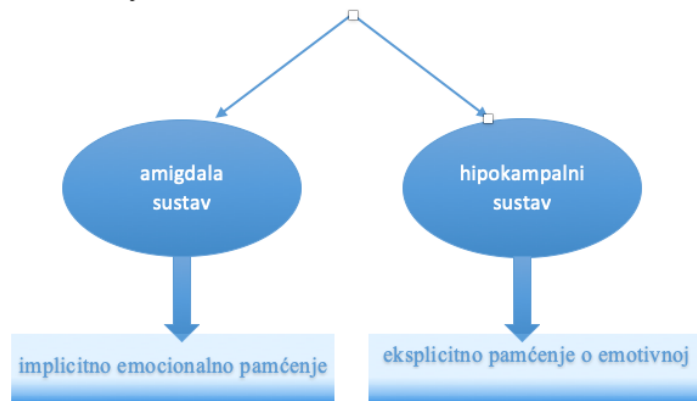 amigdala
sustav
hipokampalni
sustav
implicitno emocionalno pamćenje
eksplicitno pamćenje o emotivnoj